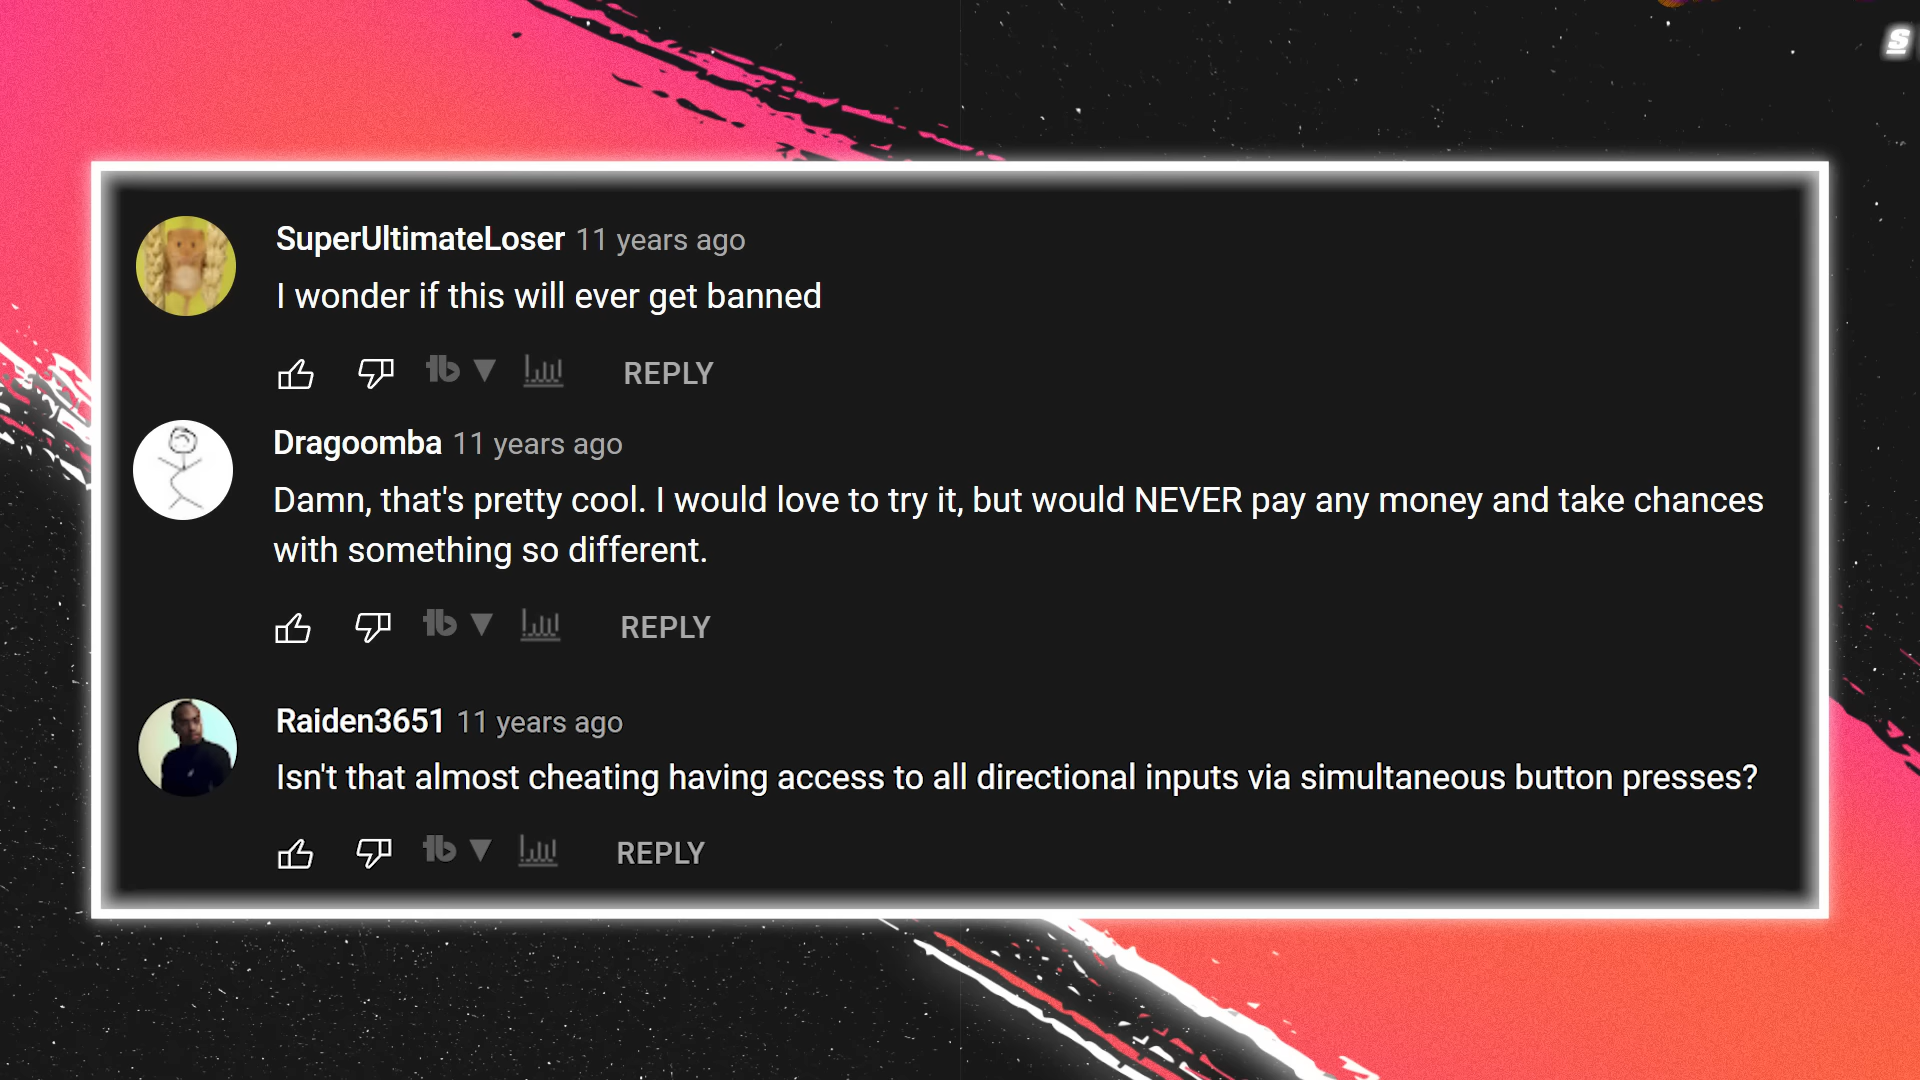 S
SuperUltimateLoser 11 years ago
I wonder if this will ever get banned
tb
REPLY
Dragoomba 11 years ago
Damn, that's pretty cool. I would love to try it, but would NEVER pay any money and take chances
with something so different.
tb
REPLY
Raiden3651 11 years ago
Isn't that almost cheating having access to all directional inputs via simultaneous button presses?
tb
REPLY